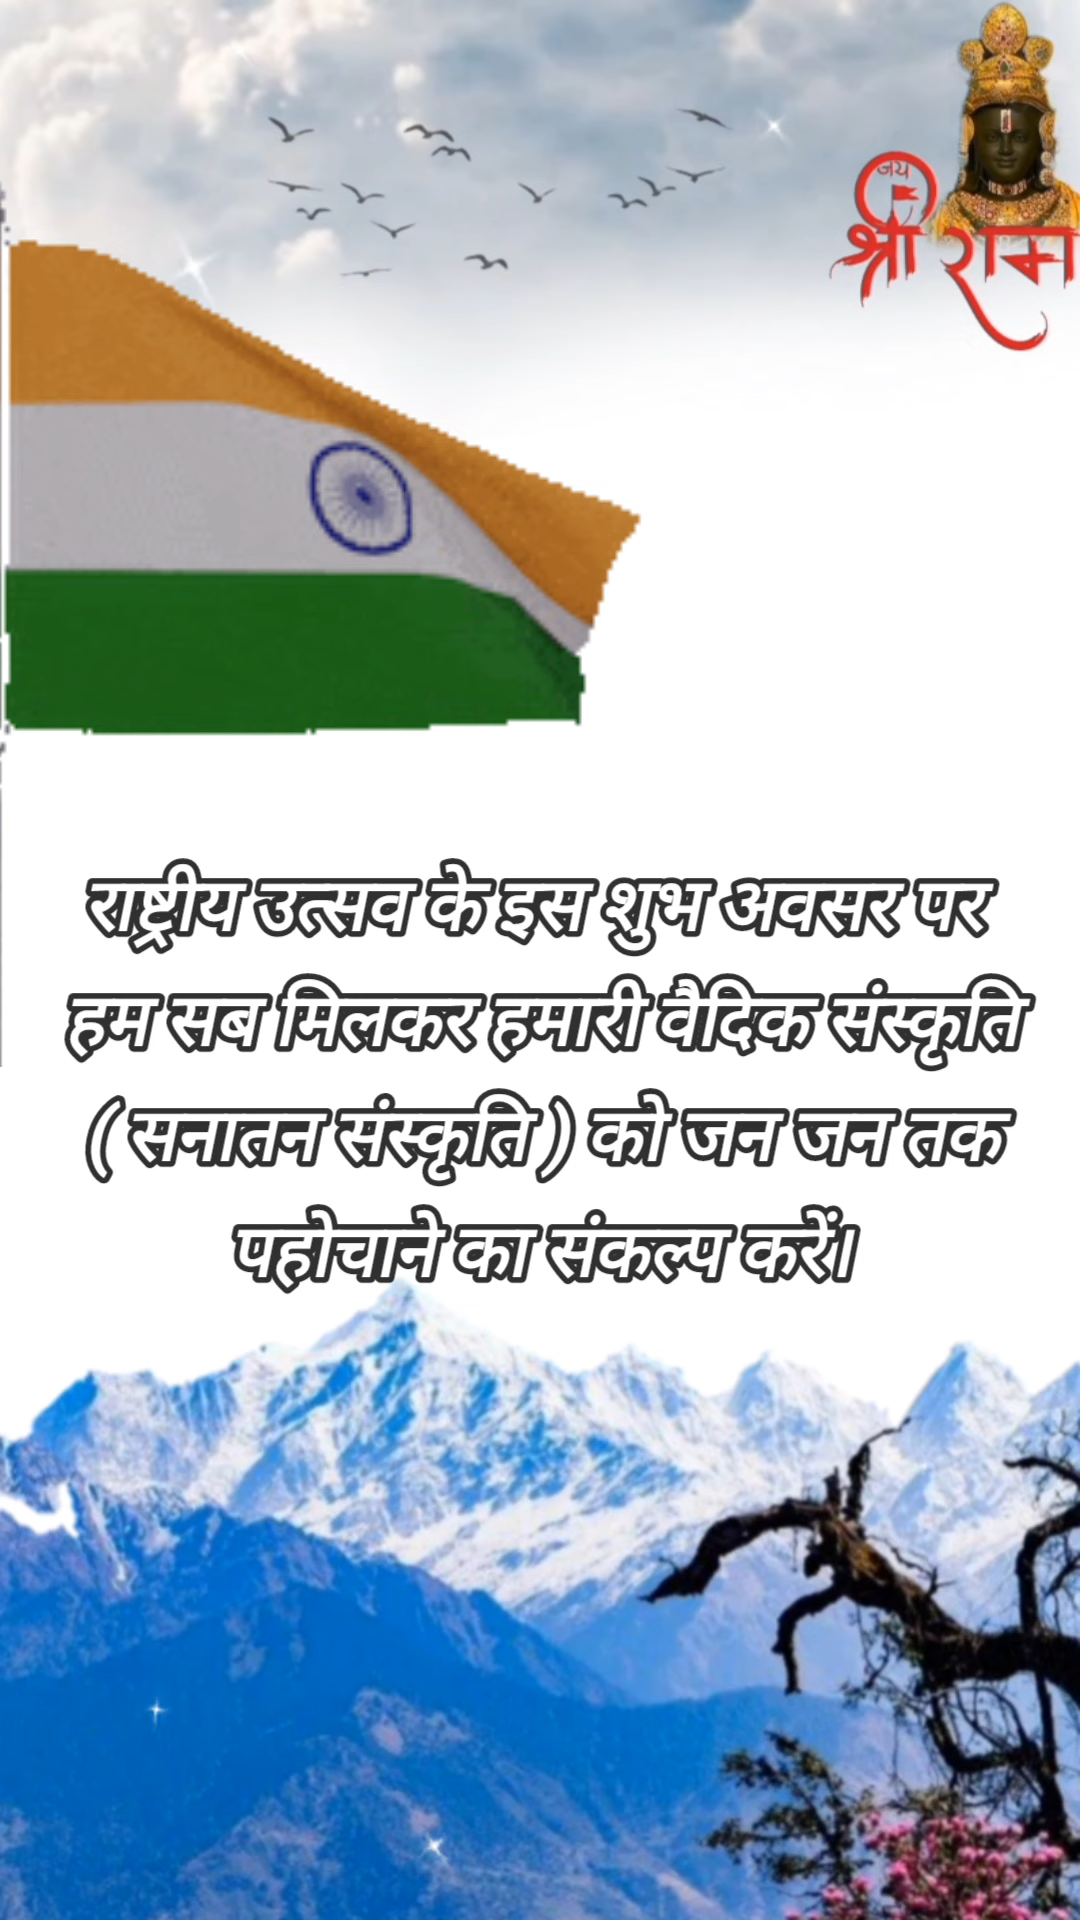 जय
श्री राम
राष्ट्रीय उत्सव के इस शुभ अवसर पर
हम सब मिलकर हमारी वैदिक संस्कृति
( सनातन संस्कृति ) को जन जन तक
पहोचाने का संकल्प करें।